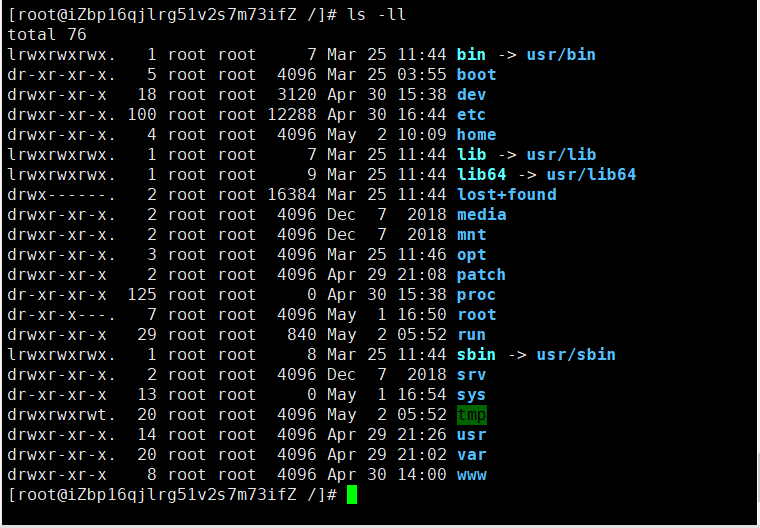 [root@iZbp16qjlrg51v2s7m73ifZ /]# ls -ll
total 76
lrwxrwxrwx.   1 root root     7 Mar 25 11:44 bin -> usr/bin
dr-xr-xr-x.   5 root root  4096 Mar 25 03:55 boot
drwxr-xr-x   18 root root  3120 Apr 30 15:38 dev
drwxr-xr-x. 100 root root 12288 Apr 30 16:44 etc
drwxr-xr-x.   4 root root  4096 May  2 10:09 home
lrwxrwxrwx.   1 root root     7 Mar 25 11:44 lib -> usr/lib
lrwxrwxrwx.   1 root root     9 Mar 25 11:44 lib64 -> usr/lib64
drwx------.   2 root root 16384 Mar 25 11:44 lost+found
drwxr-xr-x.   2 root root  4096 Dec  7  2018 media
drwxr-xr-x.   2 root root  4096 Dec  7  2018 mnt
drwxr-xr-x.   3 root root  4096 Mar 25 11:46 opt
drwxr-xr-x    2 root root  4096 Apr 29 21:08 patch
dr-xr-xr-x  125 root root     0 Apr 30 15:38 proc
dr-xr-x---.   7 root root  4096 May  1 16:50 root
drwxr-xr-x   29 root root   840 May  2 05:52 run
lrwxrwxrwx.   1 root root     8 Mar 25 11:44 sbin -> usr/sbin
drwxr-xr-x.   2 root root  4096 Dec  7  2018 srv
dr-xr-xr-x   13 root root     0 May  1 16:54 sys
drwxrwxrwt.  20 root root  4096 May  2 05:52 tmp
drwxr-xr-x.  14 root root  4096 Apr 29 21:26 usr
drwxr-xr-x.  20 root root  4096 Apr 29 21:02 var
drwxr-xr-x    8 root root  4096 Apr 30 14:00 www
[root@iZbp16qjlrg51v2s7m73ifZ /]#